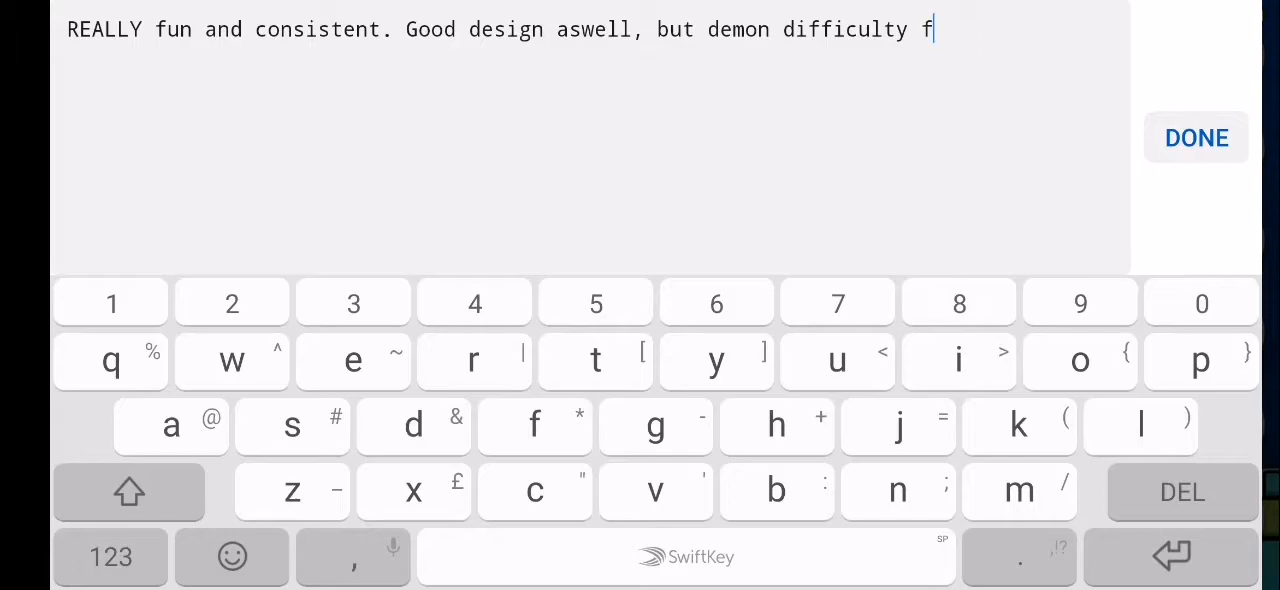 REALLY fun and consistent. Good design aswell, but demon difficulty f
DONE
1 2 3 4 5 6 7 8 9 0
q % w ^ e ~ r | t [ y ] u < i > o { p }
a @ s # d & f * g - h + j = k ( l )
z _ x £ c " v ' b : n ; m / DEL
123 , SwiftKey SP . ,!?